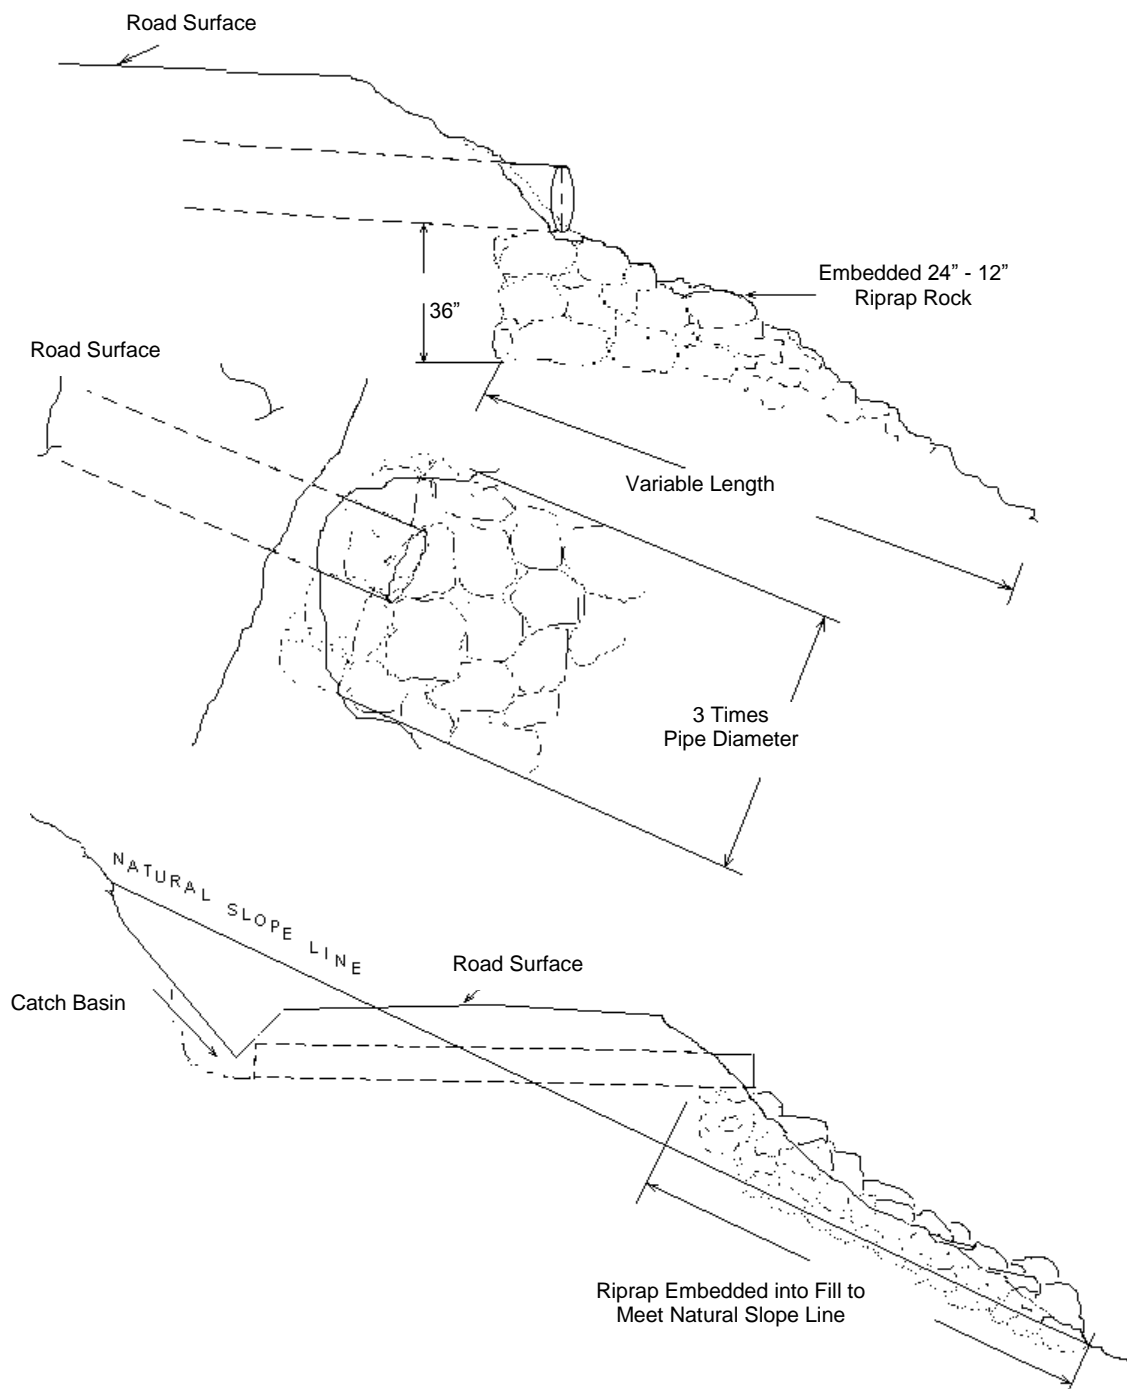 Road Surface
Embedded 24” - 12”
Riprap Rock
36”
Road Surface
Variable Length
3 Times
Pipe Diameter
NATURAL SLOPE LINE
Road Surface
Catch Basin
Riprap Embedded into Fill to
Meet Natural Slope Line